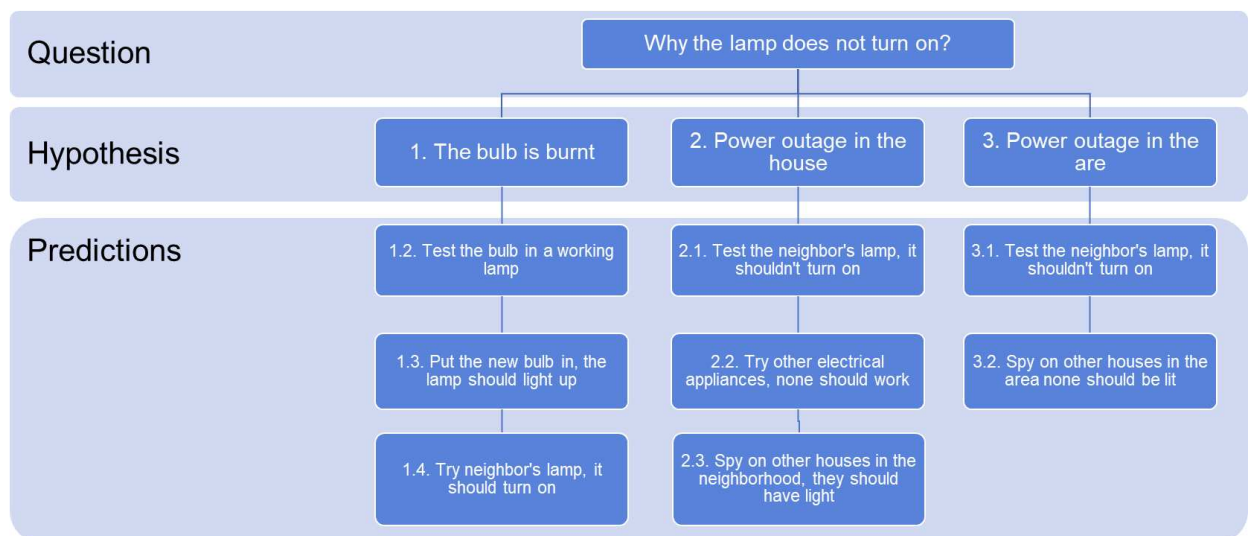 Question
Why the lamp does not turn on?
Hypothesis
1. The bulb is burnt
2. Power outage in the
house
3. Power outage in the
are
Predictions
1.2. Test the bulb in a working
lamp
2.1. Test the neighbor's lamp, it
shouldn't turn on
3.1. Test the neighbor's lamp, it
shouldn't turn on
1.3. Put the new bulb in, the
lamp should light up
2.2. Try other electrical
appliances, none should work
3.2. Spy on other houses in the
area none should be lit
1.4. Try neighbor's lamp, it
should turn on
2.3. Spy on other houses in the
neighborhood, they should
have light